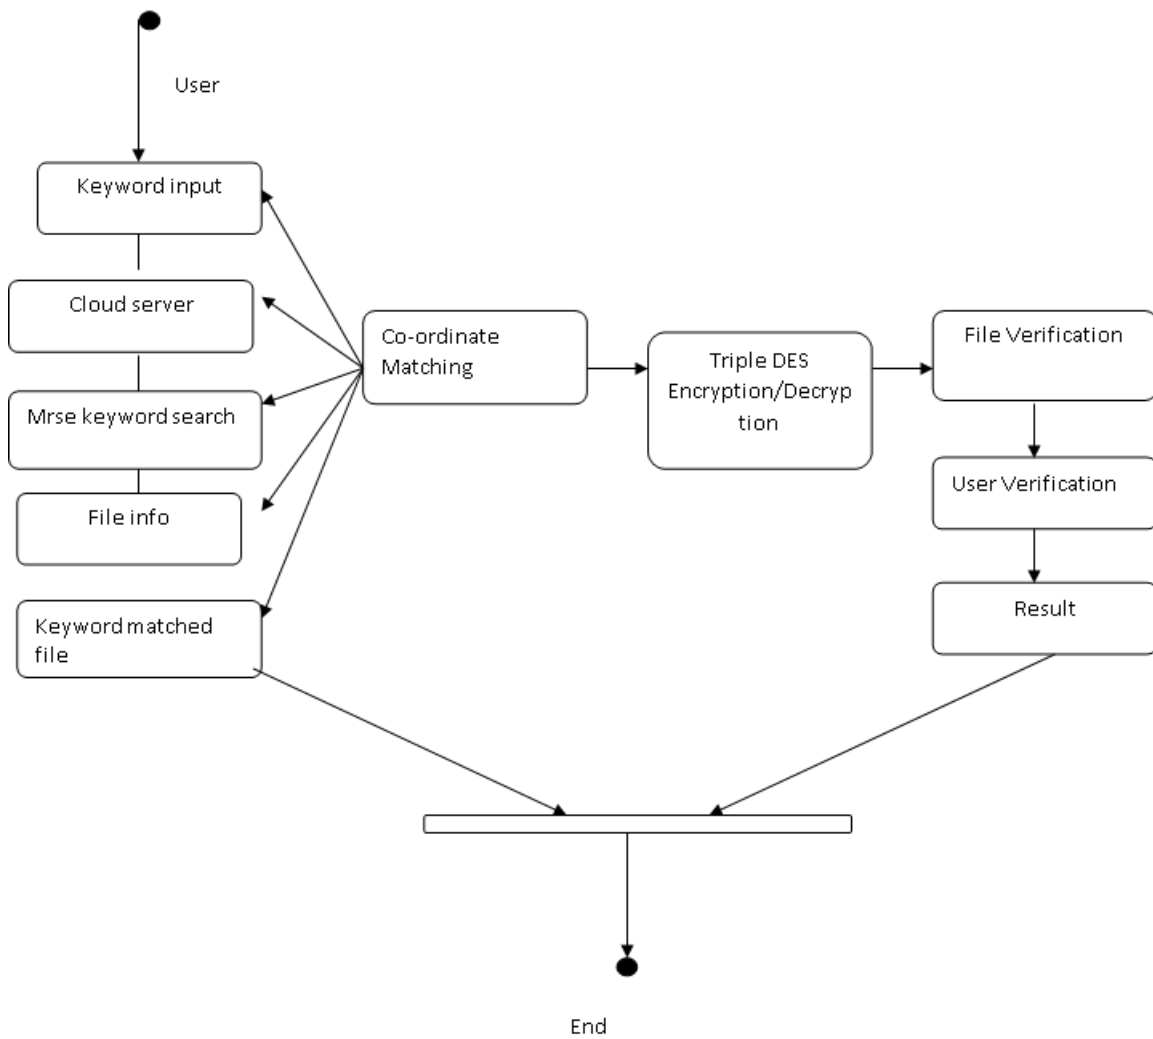 User
Keyword input
Cloud server
Mrse keyword search
File info
Keyword matched
file
Co-ordinate
Matching
Triple DES
Encryption/Decryp
tion
File Verification
User Verification
Result
End